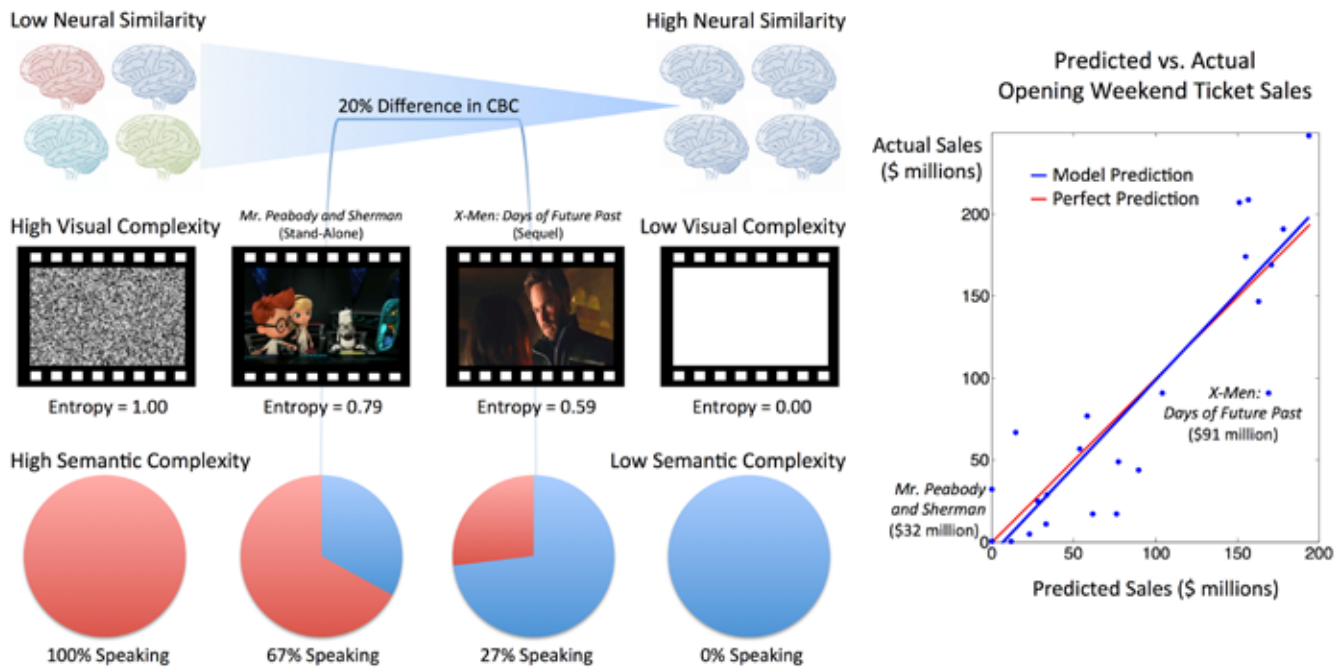 Low Neural Similarity
High Neural Similarity
20% Difference in CBC
High Visual Complexity
Mr. Peabody and Sherman
(Stand-Alone)
X-Men: Days of Future Past
(Sequel)
Low Visual Complexity
Entropy = 1.00
Entropy = 0.79
Entropy = 0.59
Entropy = 0.00
High Semantic Complexity
Low Semantic Complexity
100% Speaking
67% Speaking
27% Speaking
0% Speaking
Predicted vs. Actual
Opening Weekend Ticket Sales
Actual Sales
($ millions)
Model Prediction
Perfect Prediction
200
150
100
50
0
X-Men:
Days of Future Past
($91 million)
Mr. Peabody
and Sherman
($32 million)
0
50
100
150
200
Predicted Sales ($ millions)